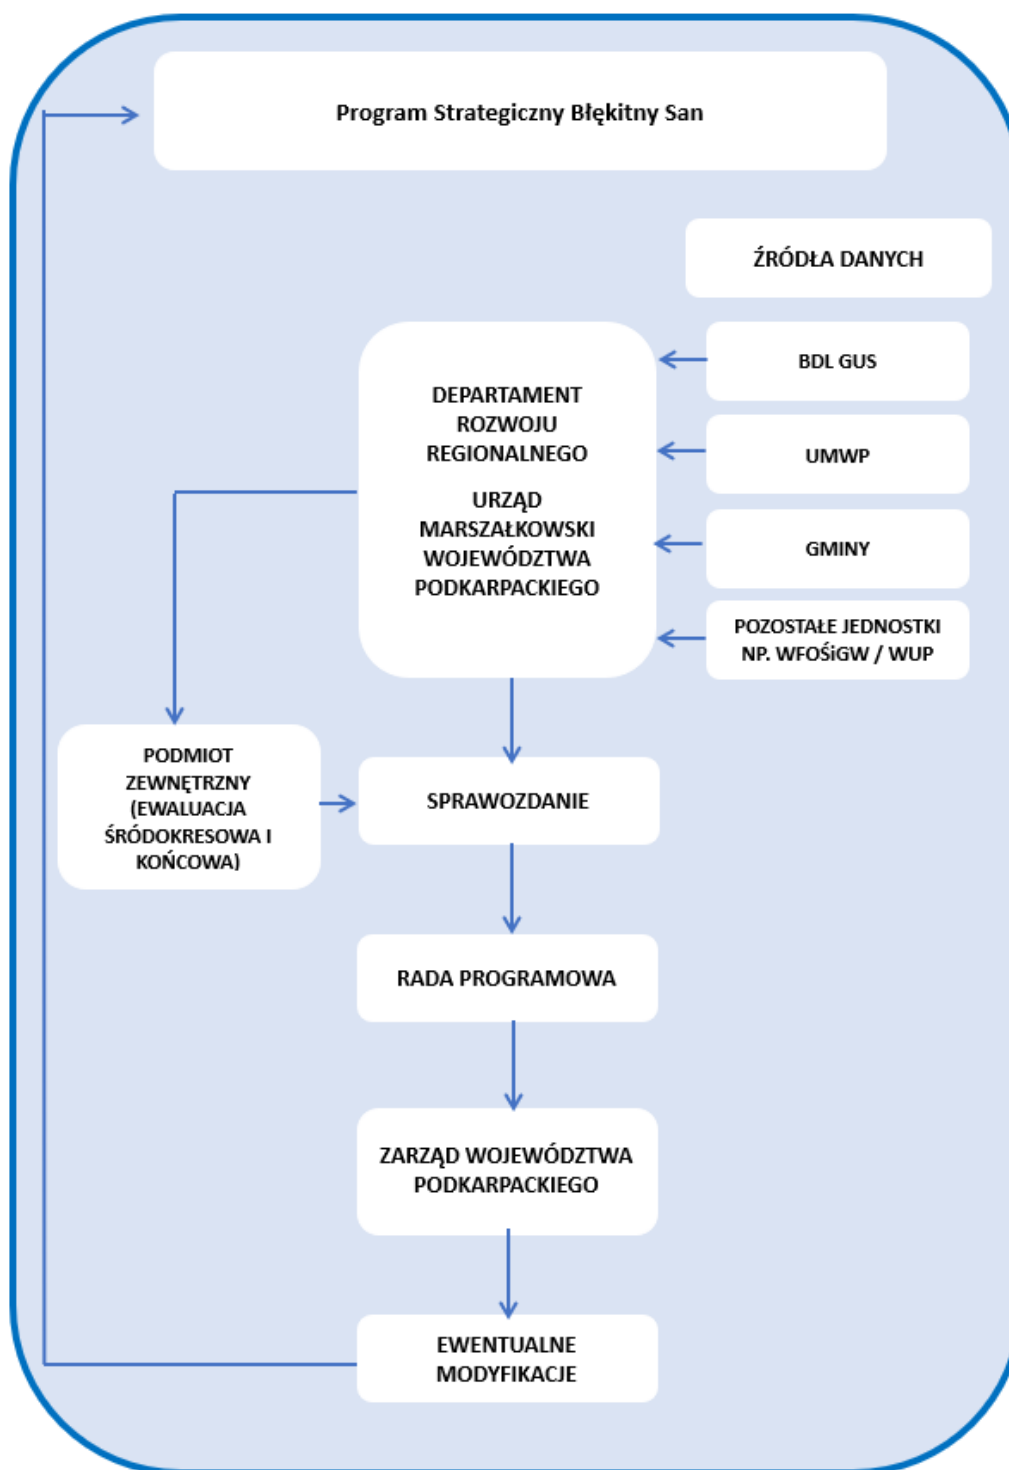 Program Strategiczny Błękitny San
ŹRÓDŁA DANYCH
DEPARTAMENT
ROZWOJU
REGIONALNEGO
URZĄD
MARSZAŁKOWSKI
WOJEWÓDZTWA
PODKARPACKIEGO
BDL GUS
UMWP
GMINY
POZOSTAŁE JEDNOSTKI
NP. WFOŚiGW / WUP
PODMIOT
ZEWNĘTRZNY
(EWALUACJA
ŚRÓDOKRESOWA I
KOŃCOWA)
SPRAWOZDANIE
RADA PROGRAMOWA
ZARZĄD WOJEWÓDZTWA
PODKARPACKIEGO
EWENTUALNE
MODYFIKACJE